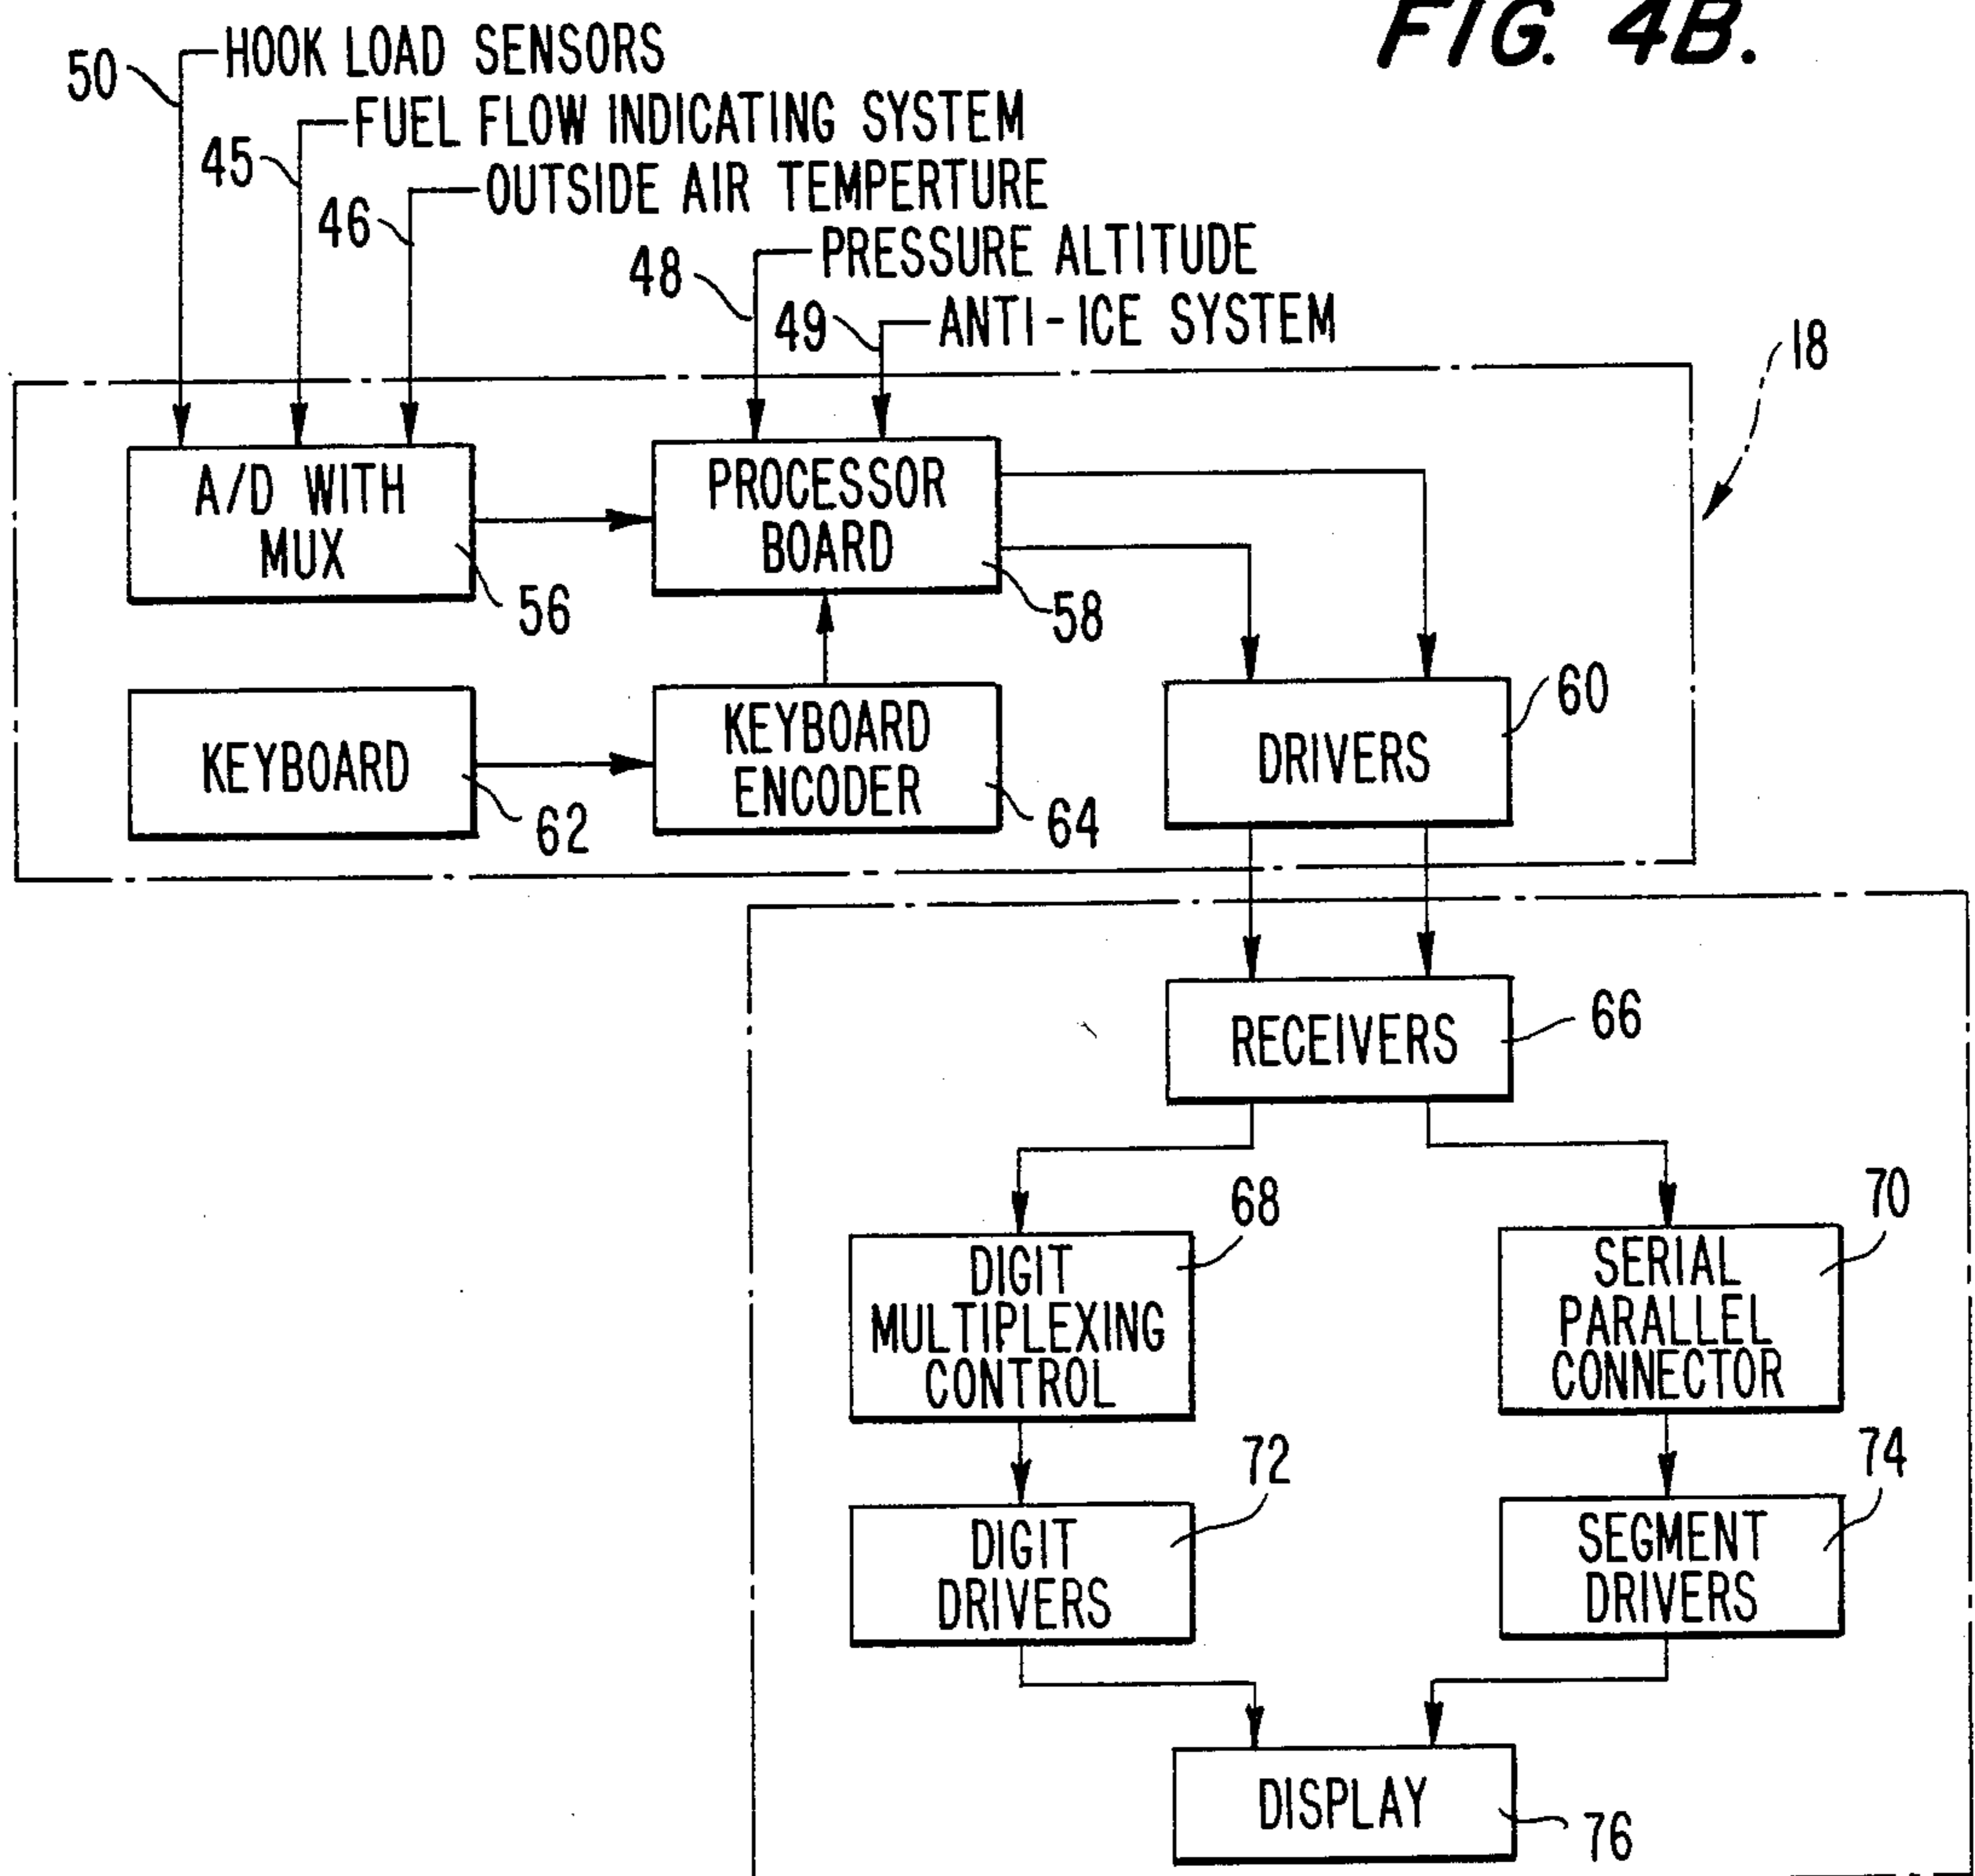 FIG. 4B.
50
HOOK LOAD SENSORS
45
FUEL FLOW INDICATING SYSTEM
46
OUTSIDE AIR TEMPERTURE
48
PRESSURE ALTITUDE
49
ANTI-ICE SYSTEM
18
A/D WITH
MUX
56
PROCESSOR
BOARD
58
KEYBOARD
62
KEYBOARD
ENCODER
64
DRIVERS
60
RECEIVERS
66
DIGIT
MULTIPLEXING
CONTROL
68
SERIAL
PARALLEL
CONNECTOR
70
DIGIT
DRIVERS
72
SEGMENT
DRIVERS
74
DISPLAY
76